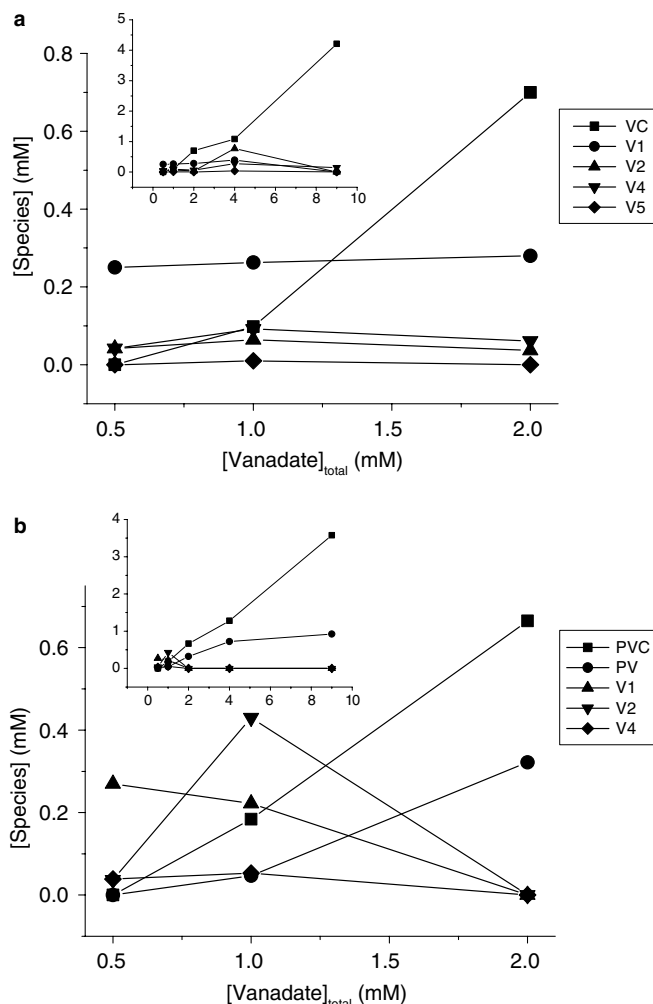 a
5
4
3
2
1
0
0 2 4 6 8 10
0.8
0.6
0.4
0.2
0.0
[Species] (mM)
0.5 1.0 1.5 2.0
[Vanadate]total (mM)
VC
V1
V2
V4
V5
b
4
3
2
1
0
0 2 4 6 8 10
0.6
0.4
0.2
0.0
[Species] (mM)
0.5 1.0 1.5 2.0
[Vanadate]total (mM)
PVC
PV
V1
V2
V4